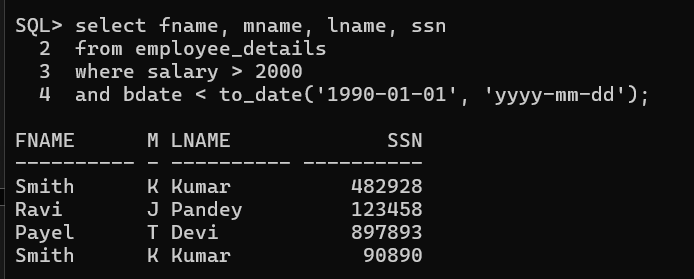 SQL> select fname, mname, lname, ssn
  2  from employee_details
  3  where salary > 2000
  4  and bdate < to_date('1990-01-01', 'yyyy-mm-dd');

FNAME      M LNAME             SSN
---------- - ---------- ----------
Smith      K Kumar          482928
Ravi       J Pandey         123458
Payel      T Devi           897893
Smith      K Kumar           90890